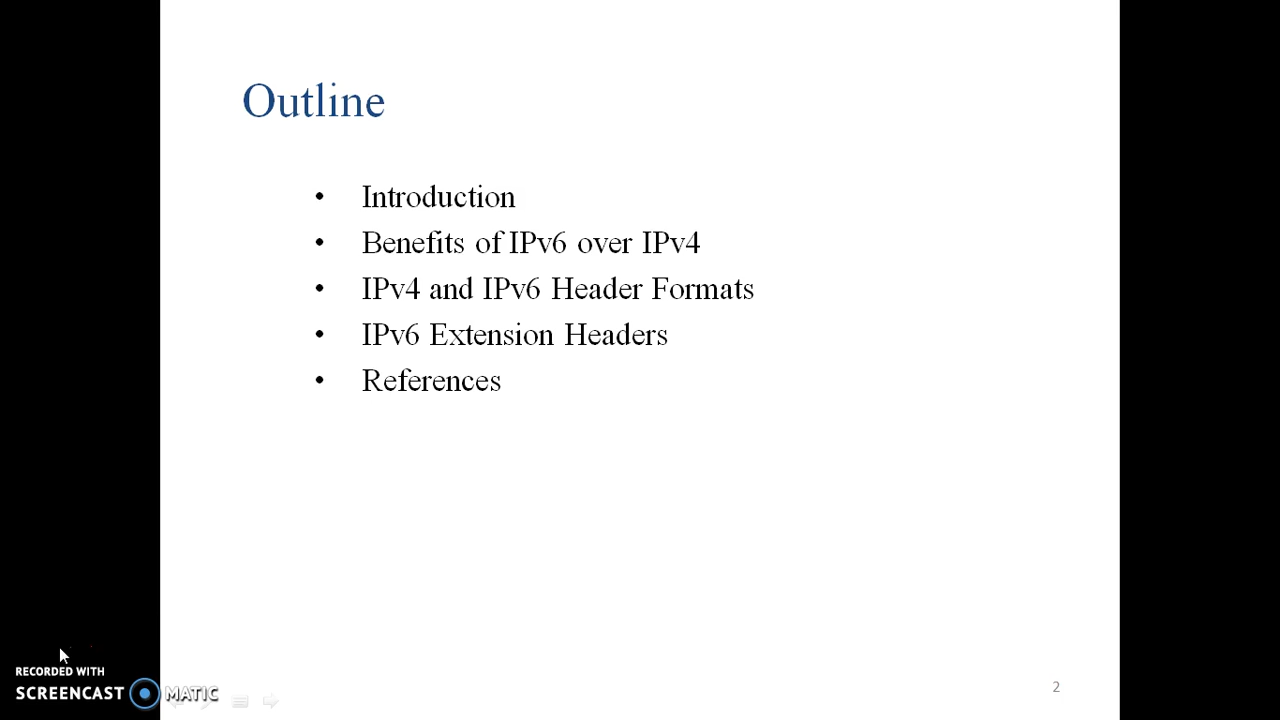 Outline
• Introduction
• Benefits of IPv6 over IPv4
• IPv4 and IPv6 Header Formats
• IPv6 Extension Headers
• References
RECORDED WITH
SCREENCAST MATIC
2